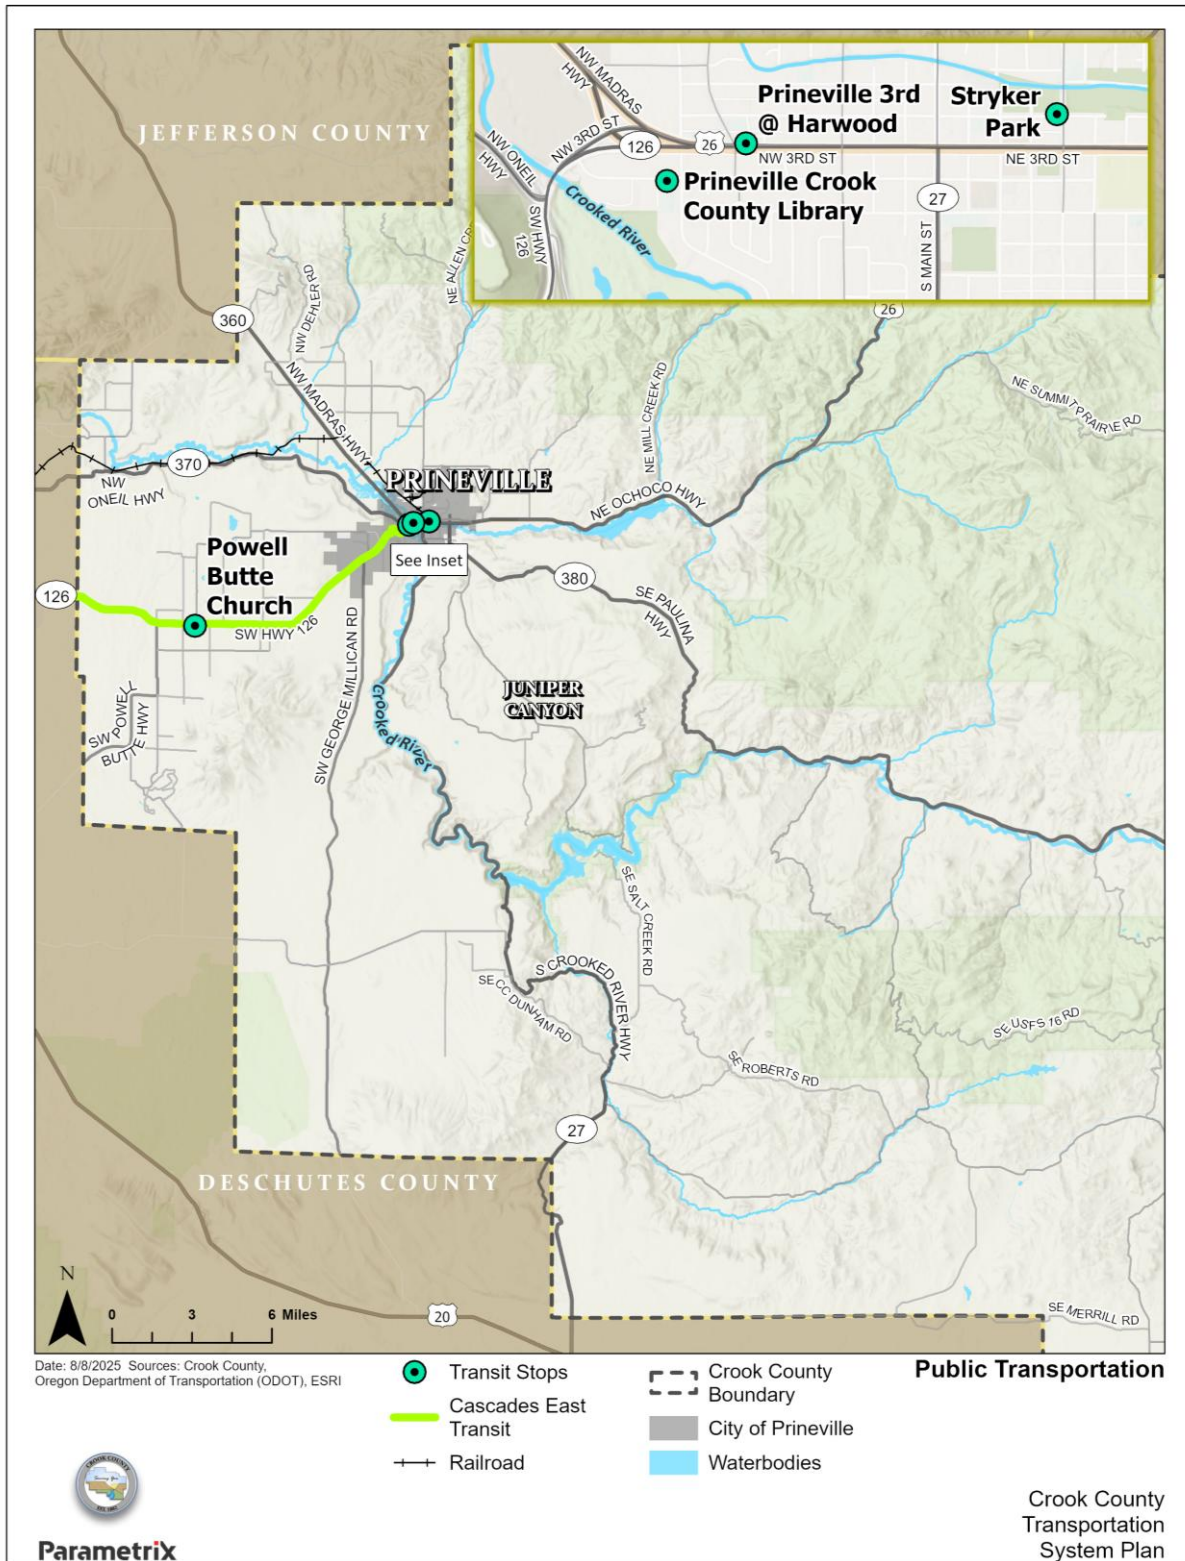 JEFFERSON COUNTY
NW MADRAS
HWY
Prineville 3rd
@ Harwood
Stryker
Park
NW 3RD ST
126
26
NW 3RD ST
NE 3RD ST
NW ONEIL
HWY
Prineville Crook
County Library
Crooked River
SW HWY
126
27
S MAIN ST
NE ALLEN CR
360
NW DEHLER RD
26
NW MADRAS HWY
NE MILL CREEK RD
NE SUMMIT PRAIRIE RD
370
NW
ONEIL HWY
PRINEVILLE
NE OCHOCO HWY
See Inset
Powell
Butte
Church
126
SW HWY 126
380
SE PAULINA
HWY
SW GEORGE MILLICAN RD
JUNIPER
CANYON
Crooked River
SW POWELL
BUTTE HWY
SE SALT CREEK RD
S CROOKED RIVER HWY
SE CC DUNHAM RD
SE USFS 16 RD
SE ROBERTS RD
27
DESCHUTES COUNTY
N
0 3 6 Miles
20
SE MERRILL RD
Date: 8/8/2025 Sources: Crook County,
Oregon Department of Transportation (ODOT), ESRI
Transit Stops
Cascades East
Transit
Railroad
Crook County
Boundary
City of Prineville
Waterbodies
Public Transportation
CROOK COUNTY
Parametrix
Crook County
Transportation
System Plan